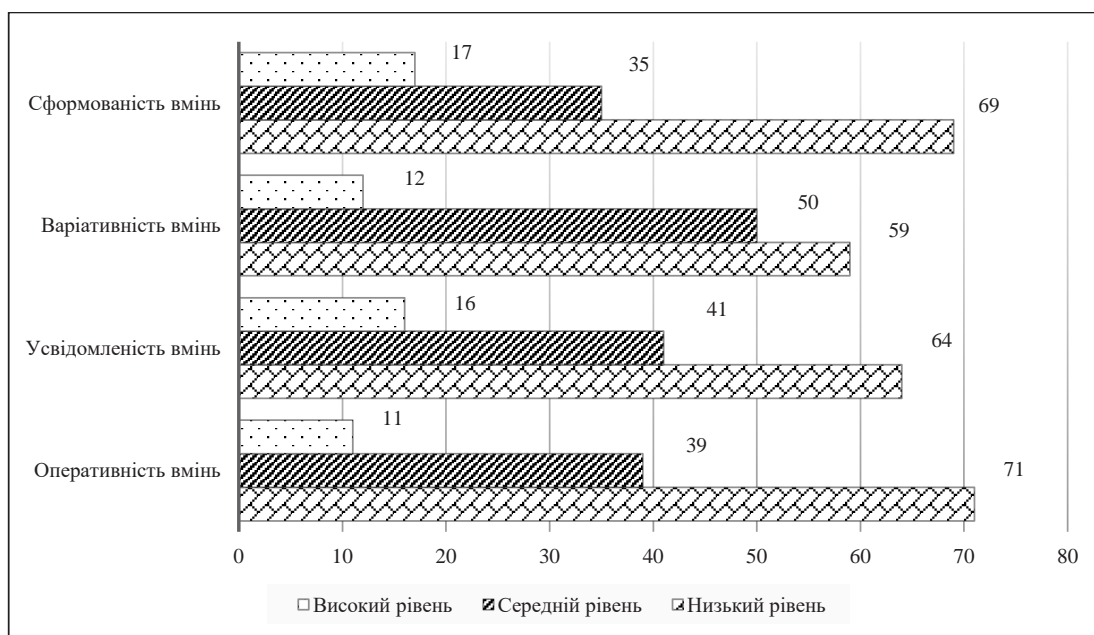 17 35
Сформованість вмінь 69
12 50
Варіативність вмінь 59
16 41
Усвідомленість вмінь 64
11 39
Оперативність вмінь 71
0 10 20 30 40 50 60 70 80
Високий рівень Середній рівень Низький рівень